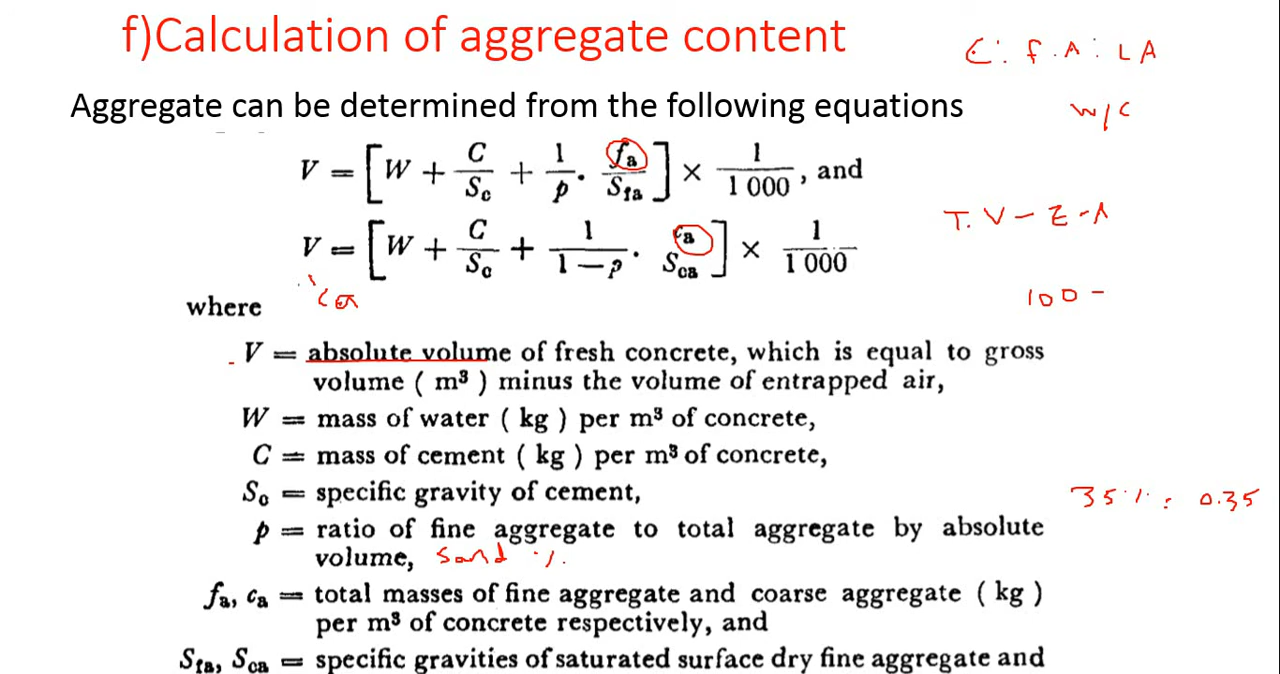 f)Calculation of aggregate content
C : F.A : CA
Aggregate can be determined from the following equations
W/C
V = [ W + C/Sc + 1/p . fa/Sfa ] × 1/1 000 , and
T. V - E - A
V = [ W + C/Sc + 1/1-p . ca/Sca ] × 1/1 000
100 -
where
V = absolute volume of fresh concrete, which is equal to gross
volume ( m³ ) minus the volume of entrapped air,
W = mass of water ( kg ) per m³ of concrete,
C = mass of cement ( kg ) per m³ of concrete,
Sc = specific gravity of cement,
35 % = 0.35
p = ratio of fine aggregate to total aggregate by absolute
volume, sand %
fa, ca = total masses of fine aggregate and coarse aggregate ( kg )
per m³ of concrete respectively, and
Sfa, Sca = specific gravities of saturated surface dry fine aggregate and